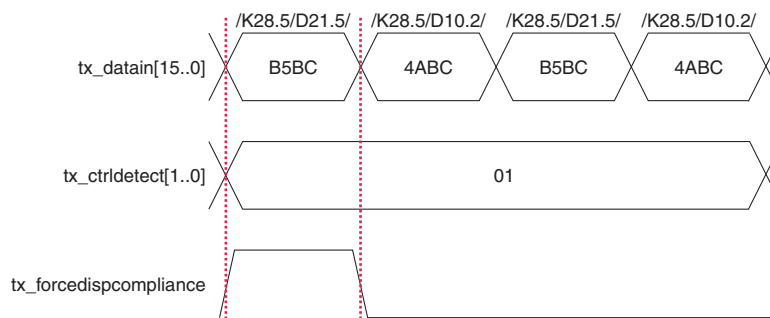 /K28.5/D21.5/ /K28.5/D10.2/ /K28.5/D21.5/ /K28.5/D10.2/
tx_datain[15..0] B5BC 4ABC B5BC 4ABC
tx_ctrldetect[1..0] 01
tx_forcedispcompliance